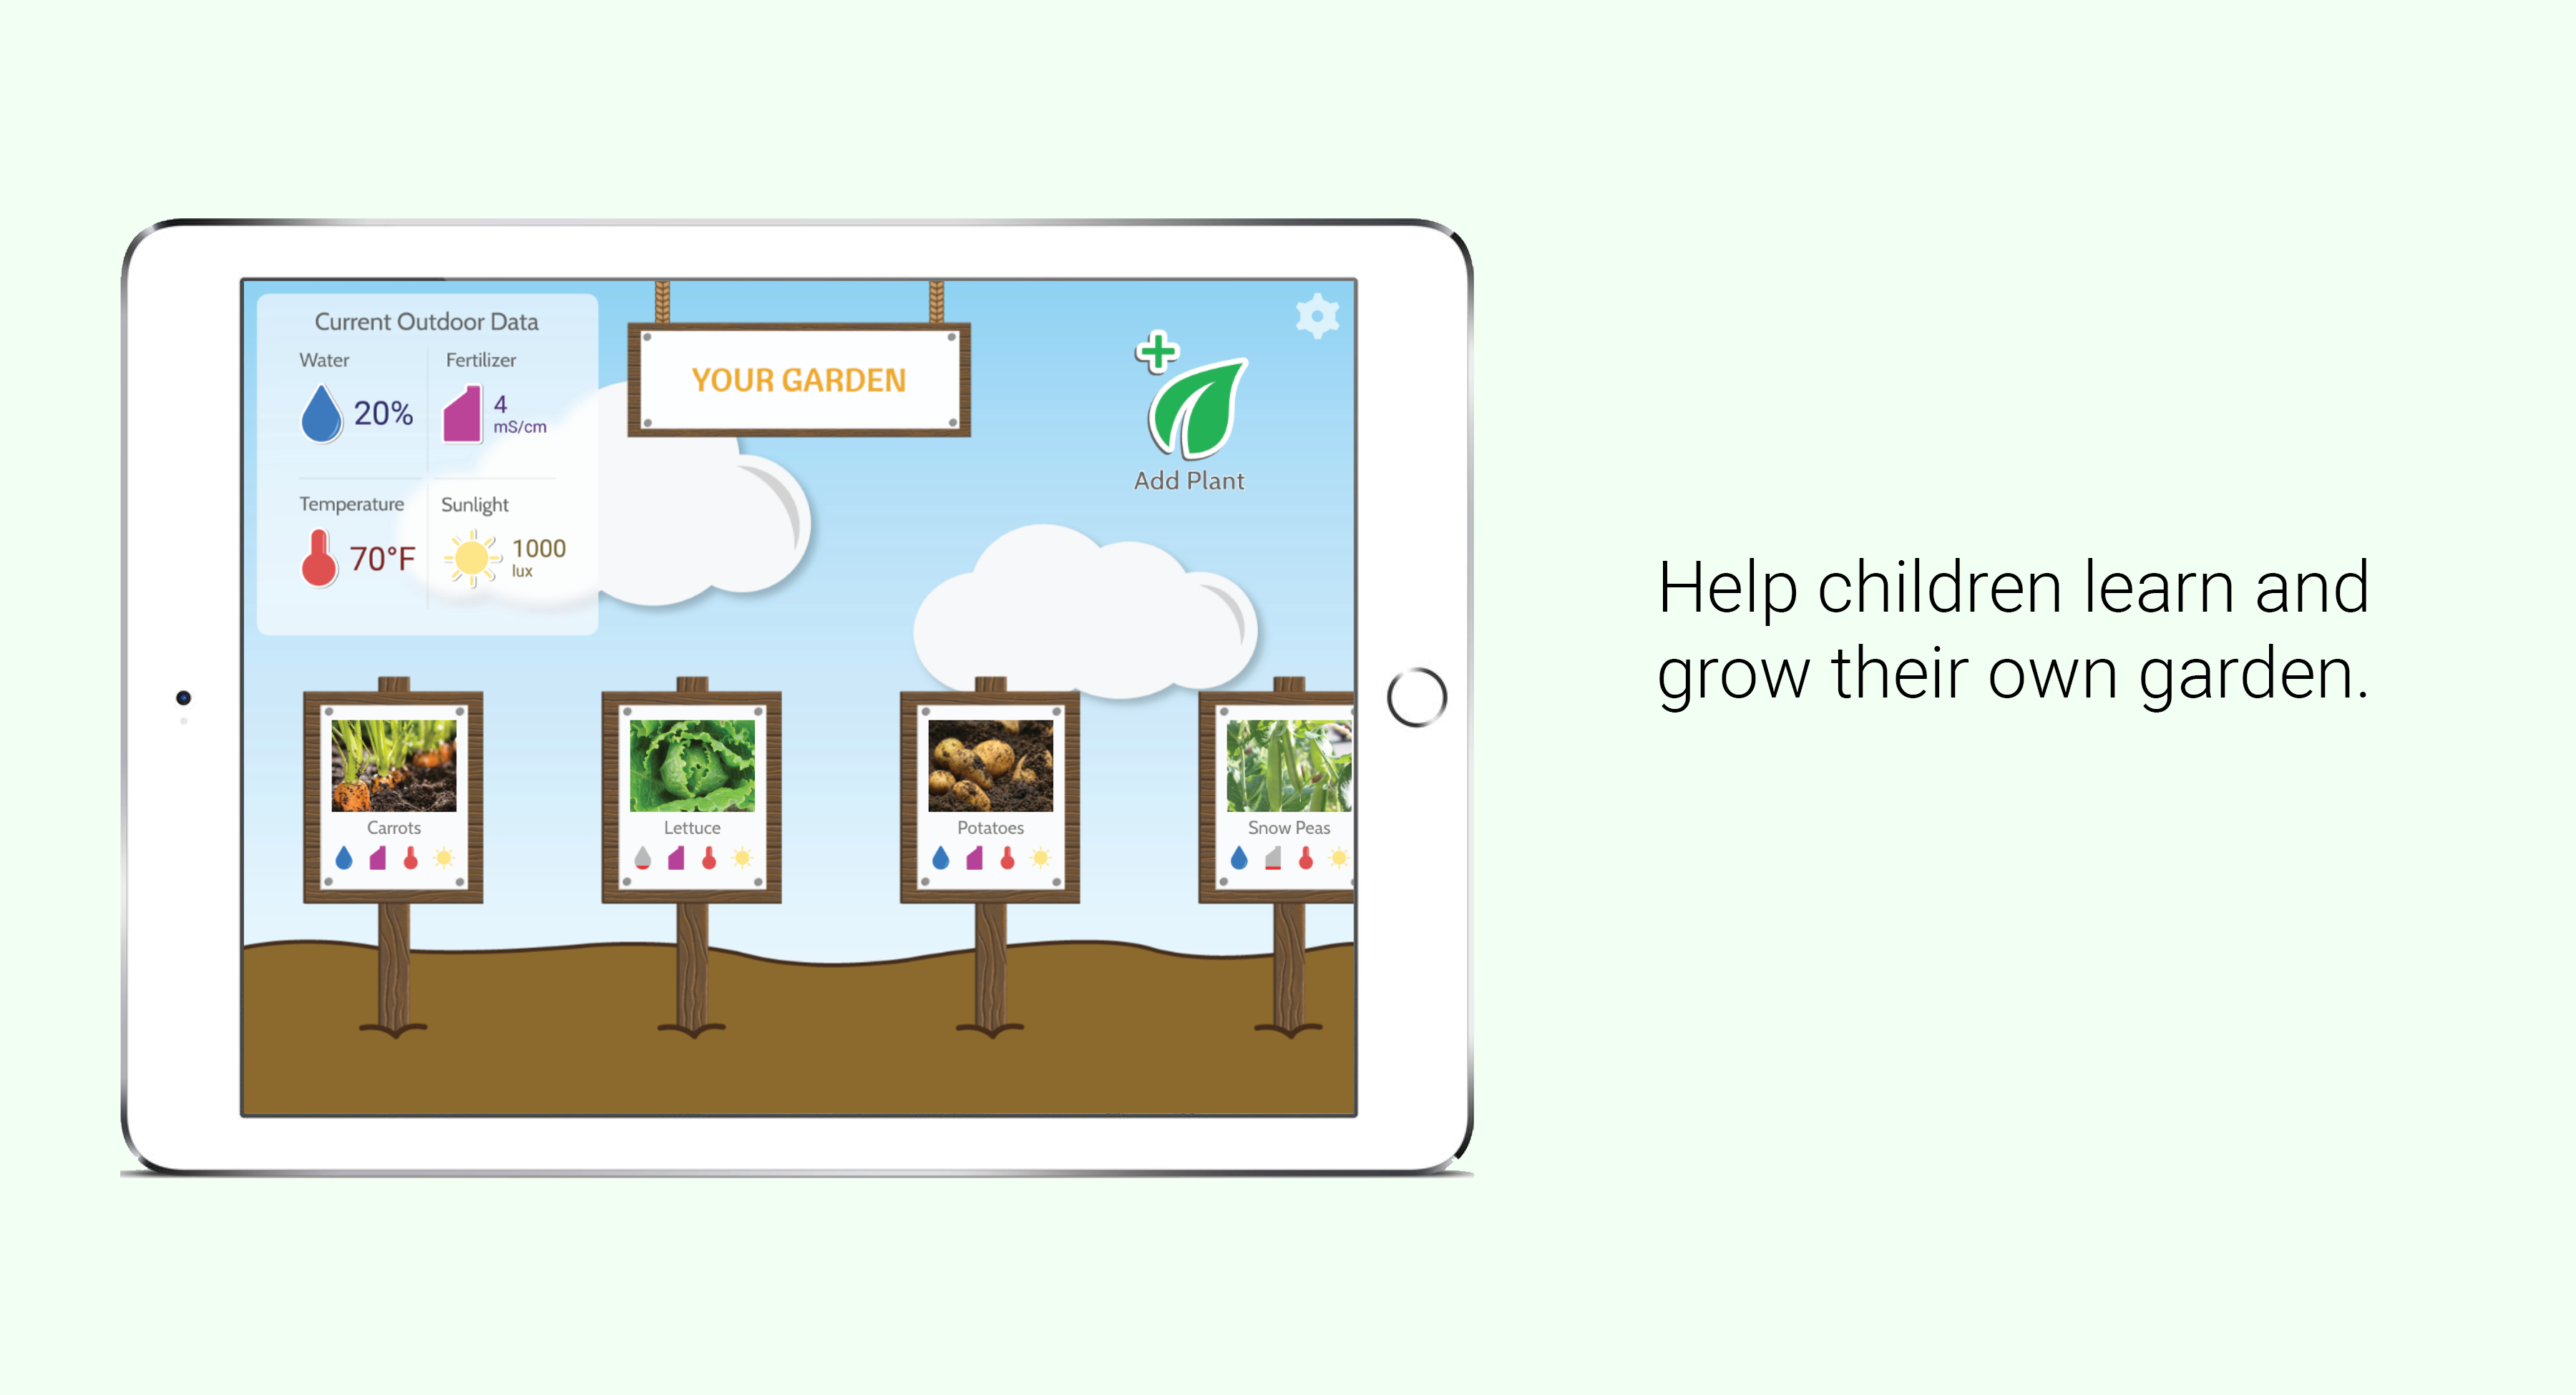 Current Outdoor Data
Water
Fertilizer
20%
4
mS/cm
Temperature
Sunlight
70°F
1000
lux
YOUR GARDEN
Add Plant
Carrots
Lettuce
Potatoes
Snow Peas
Help children learn and
grow their own garden.